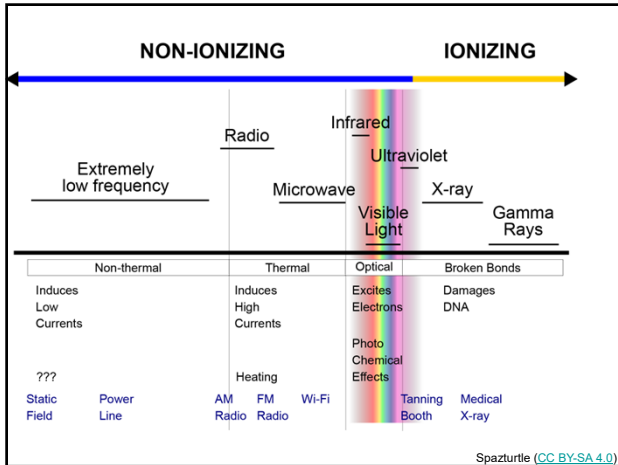 NON-IONIZING IONIZING
Radio Infrared
Ultraviolet
Extremely
low frequency
Microwave X-ray
Visible
Light
Gamma
Rays
Non-thermal Thermal Optical Broken Bonds
Induces Induces Excites Damages
Low High Electrons DNA
Currents Currents
Photo
Chemical
??? Heating Effects
Static Power AM FM Wi-Fi Tanning Medical
Field Line Radio Radio Booth X-ray
Spazturtle (CC BY-SA 4.0)